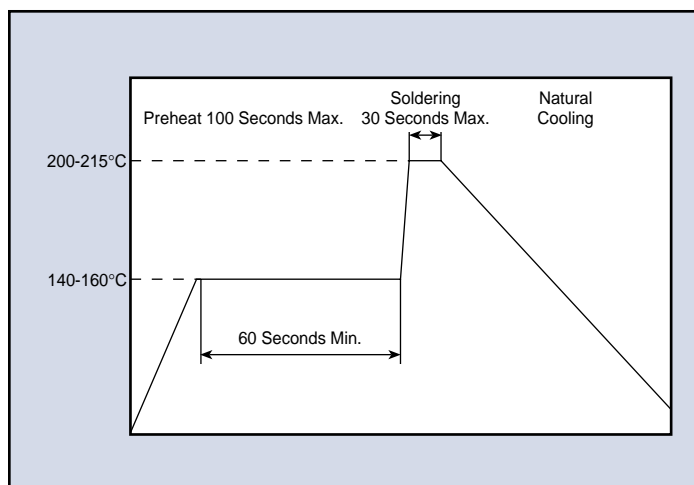 Soldering
Natural
Preheat 100 Seconds Max.
30 Seconds Max.
Cooling
200-215°C
140-160°C
60 Seconds Min.